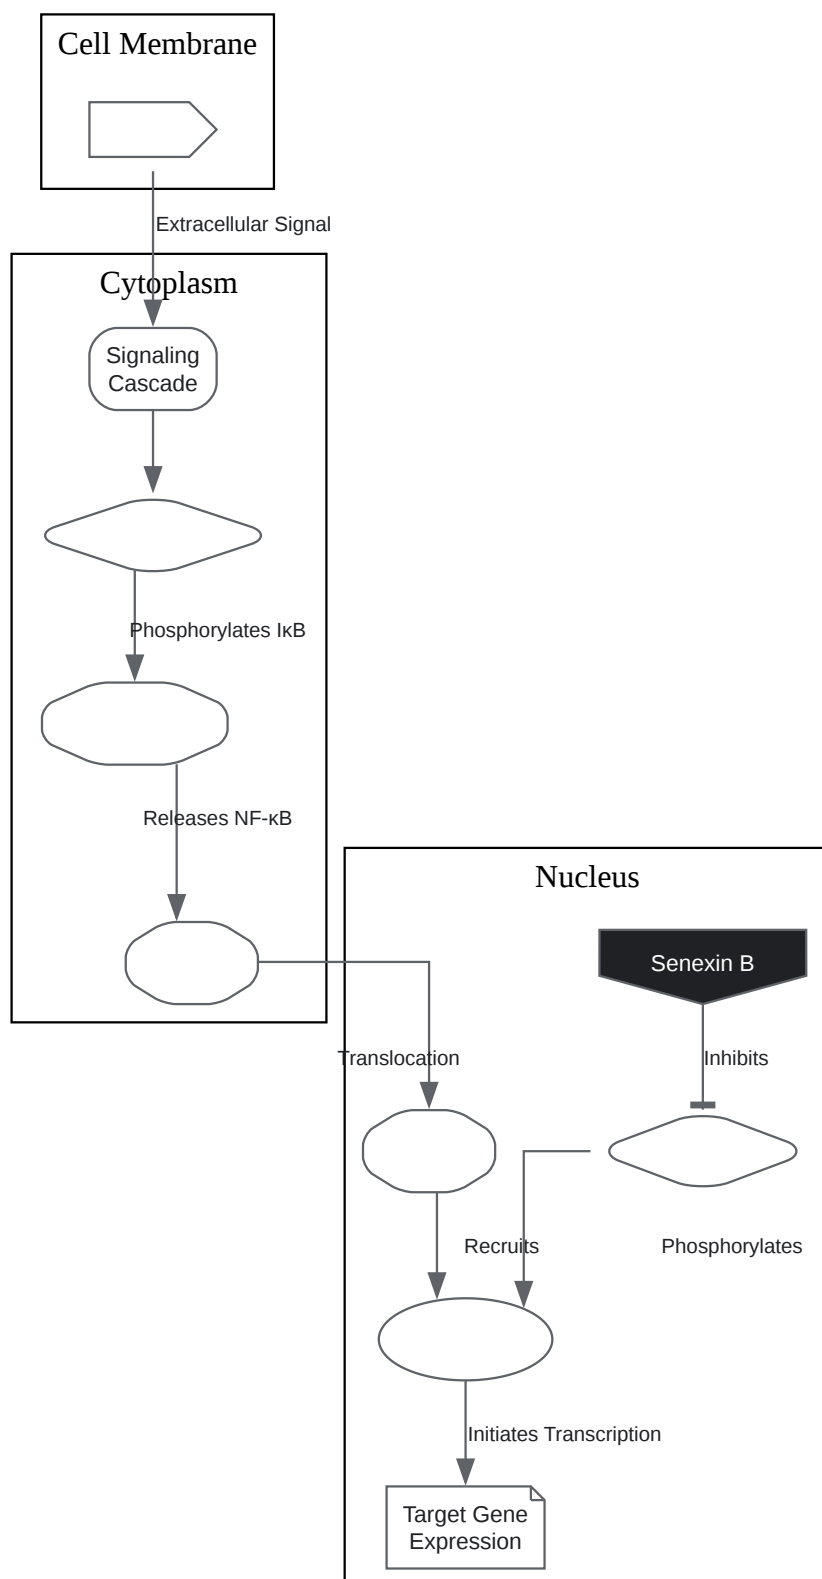 Cell Membrane
Extracellular Signal
Cytoplasm
Signaling
Cascade
Phosphorylates IκB
Releases NF-κB
Nucleus
Senexin B
Translocation
Inhibits
Recruits
Phosphorylates
Initiates Transcription
Target Gene
Expression